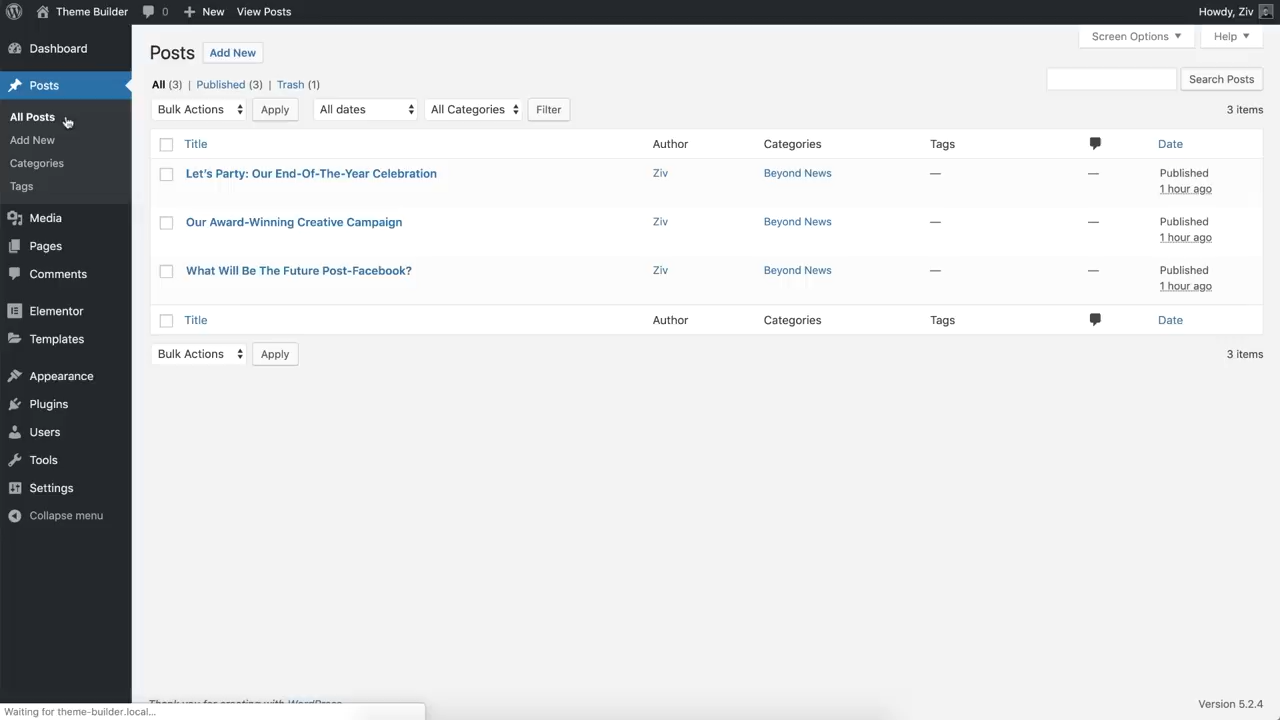 Theme Builder 0 New View Posts Howdy, Ziv
Dashboard
Posts
All Posts
Add New
Categories
Tags
Media
Pages
Comments
Elementor
Templates
Appearance
Plugins
Users
Tools
Settings
Collapse menu
Screen Options Help
Posts Add New
All (3) | Published (3) | Trash (1)
Search Posts
Bulk Actions Apply All dates All Categories Filter 3 items
Title Author Categories Tags Date
Let’s Party: Our End-Of-The-Year Celebration Ziv Beyond News — — Published
1 hour ago
Our Award-Winning Creative Campaign Ziv Beyond News — — Published
1 hour ago
What Will Be The Future Post-Facebook? Ziv Beyond News — — Published
1 hour ago
Title Author Categories Tags Date
Bulk Actions Apply 3 items
Thank you for creating with WordPress
Version 5.2.4
Waiting for theme-builder.local...